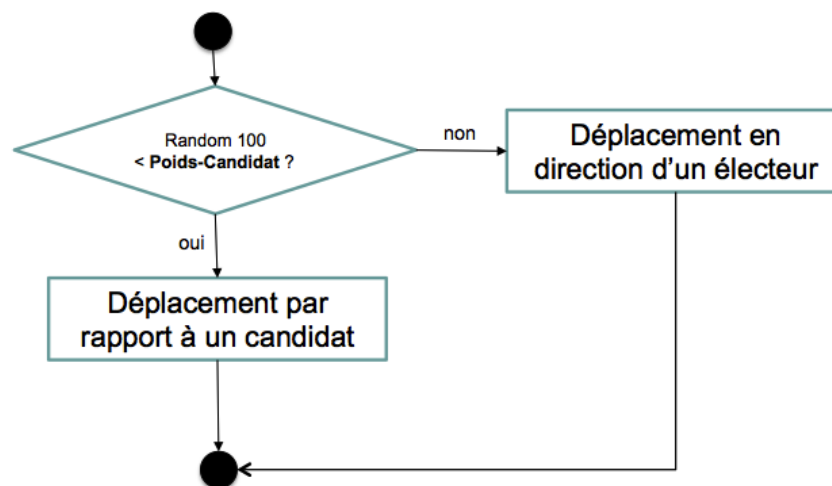 Random 100
< Poids-Candidat ?
non
Déplacement en
direction d'un électeur
oui
Déplacement par
rapport à un candidat